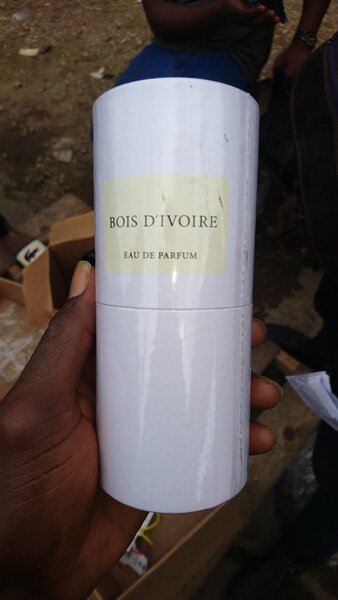 BOIS D'IVOIRE
EAU DE PARFUM